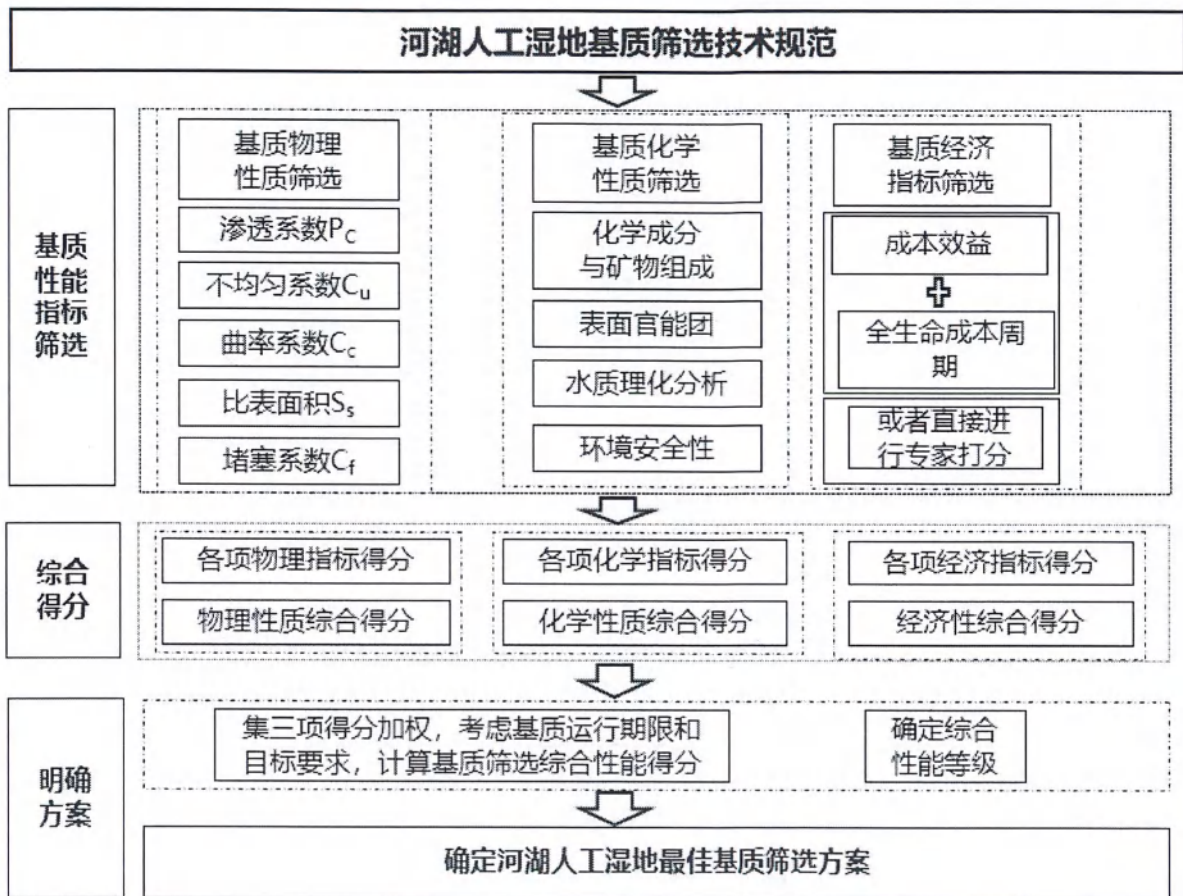 河湖人工湿地基质筛选技术规范
基质
性能
指标
筛选
基质物理
性质筛选
渗透系数Pc
不均匀系数Cu
曲率系数Cc
比表面积Ss
堵塞系数Cf
基质化学
性质筛选
化学成分
与矿物组成
表面官能团
水质理化分析
环境安全性
基质经济
指标筛选
成本效益
全生命成本周
期
或者直接进
行专家打分
综合
得分
各项物理指标得分
物理性质综合得分
各项化学指标得分
化学性质综合得分
各项经济指标得分
经济性综合得分
明确
方案
集三项得分加权，考虑基质运行期限和
目标要求，计算基质筛选综合性能得分
确定综合
性能等级
确定河湖人工湿地最佳基质筛选方案